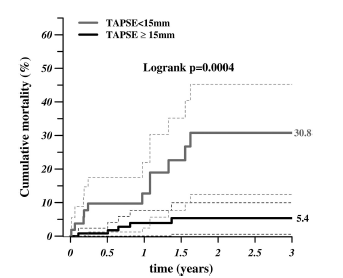 TAPSE<15mm
TAPSE ≥ 15mm
Logrank p=0.0004
Cumulative mortality (%)
60
50
40
30
20
10
0
30.8
5.4
0 0.5 1 1.5 2 2.5 3
time (years)